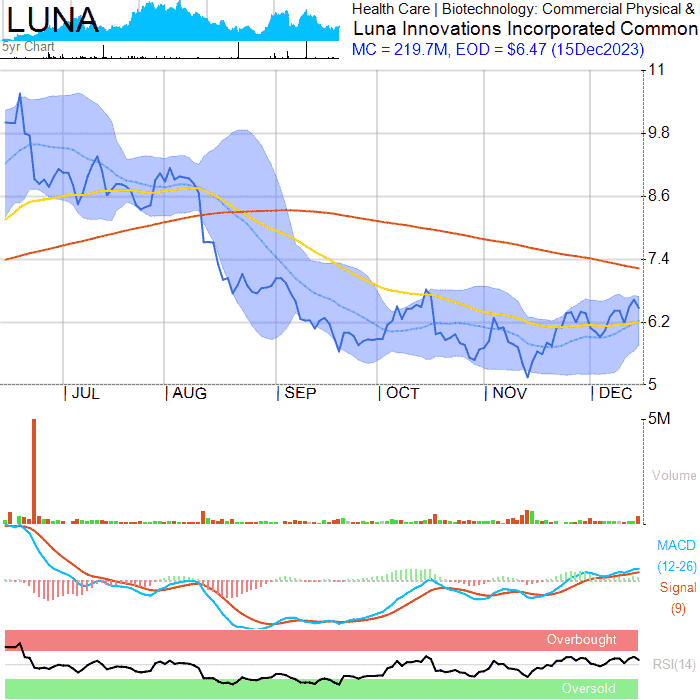 LUNA
5yr Chart
Health Care | Biotechnology: Commercial Physical &
Luna Innovations Incorporated Common
MC = 219.7M, EOD = $6.47 (15Dec2023)
11
9.8
8.6
7.4
6.2
5
| JUL | AUG | SEP | OCT | NOV | DEC
5M
Volume
MACD
(12-26)
Signal
(9)
Overbought
RSI(14)
Oversold